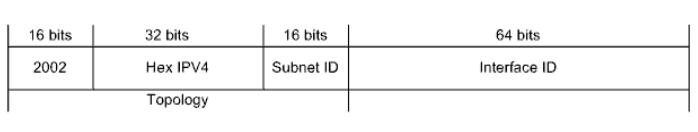 16 bits 32 bits 16 bits 64 bits
2002 Hex IPV4 Subnet ID Interface ID
Topology